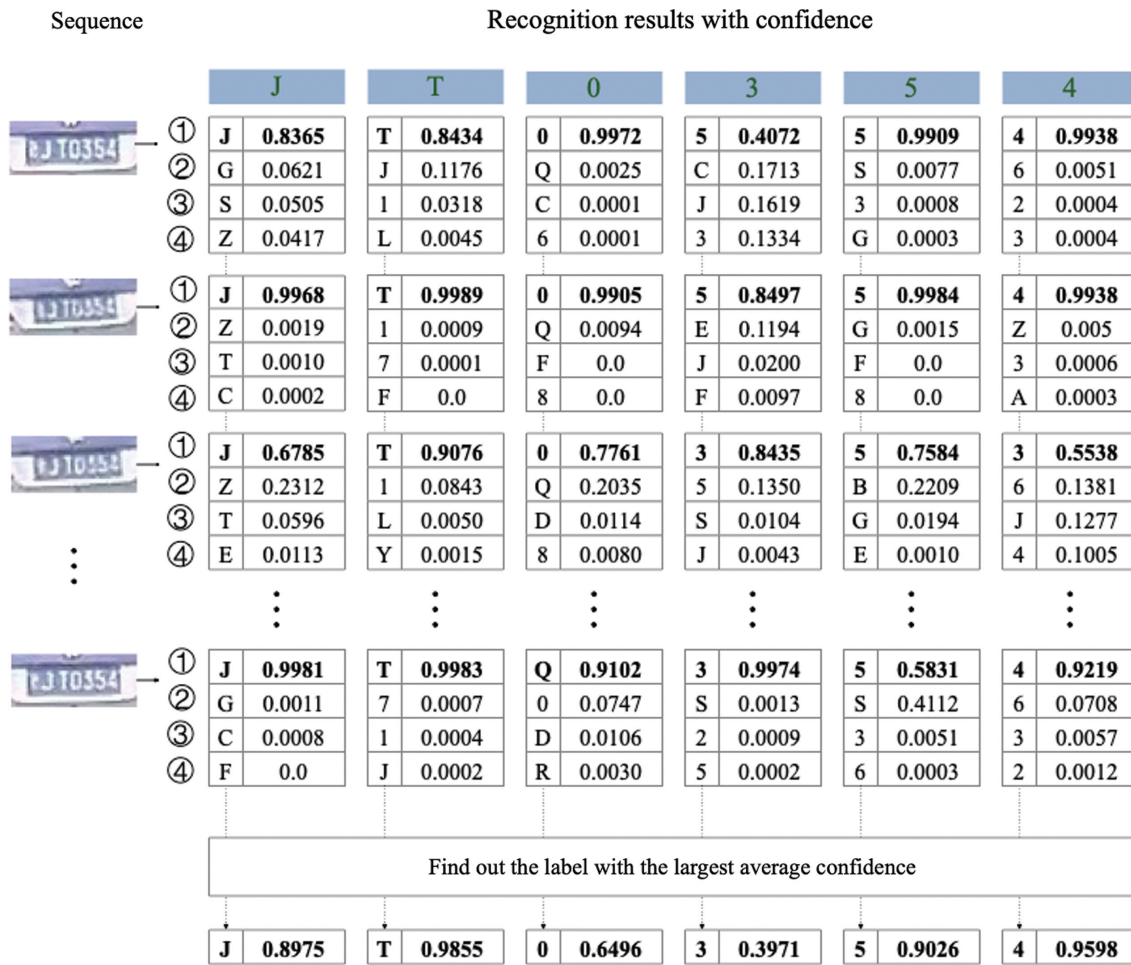 Sequence Recognition results with confidence
J T 0 3 5 4
JT0354 ① J 0.8365 T 0.8434 0 0.9972 5 0.4072 5 0.9909 4 0.9938
② G 0.0621 J 0.1176 Q 0.0025 C 0.1713 S 0.0077 6 0.0051
③ S 0.0505 1 0.0318 C 0.0001 J 0.1619 3 0.0008 2 0.0004
④ Z 0.0417 L 0.0045 6 0.0001 3 0.1334 G 0.0003 3 0.0004
JT0354 ① J 0.9968 T 0.9989 0 0.9905 5 0.8497 5 0.9984 4 0.9938
② Z 0.0019 1 0.0009 Q 0.0094 E 0.1194 G 0.0015 Z 0.005
③ T 0.0010 7 0.0001 F 0.0 J 0.0200 F 0.0 3 0.0006
④ C 0.0002 F 0.0 8 0.0 F 0.0097 8 0.0 A 0.0003
JT0354 ① J 0.6785 T 0.9076 0 0.7761 3 0.8435 5 0.7584 3 0.5538
② Z 0.2312 1 0.0843 Q 0.2035 5 0.1350 B 0.2209 6 0.1381
③ T 0.0596 L 0.0050 D 0.0114 S 0.0104 G 0.0194 J 0.1277
④ E 0.0113 Y 0.0015 8 0.0080 J 0.0043 E 0.0010 4 0.1005
JT0354 ① J 0.9981 T 0.9983 Q 0.9102 3 0.9974 5 0.5831 4 0.9219
② G 0.0011 7 0.0007 0 0.0747 S 0.0013 S 0.4112 6 0.0708
③ C 0.0008 1 0.0004 D 0.0106 2 0.0009 3 0.0051 3 0.0057
④ F 0.0 J 0.0002 R 0.0030 5 0.0002 6 0.0003 2 0.0012
Find out the label with the largest average confidence
J 0.8975 T 0.9855 0 0.6496 3 0.3971 5 0.9026 4 0.9598